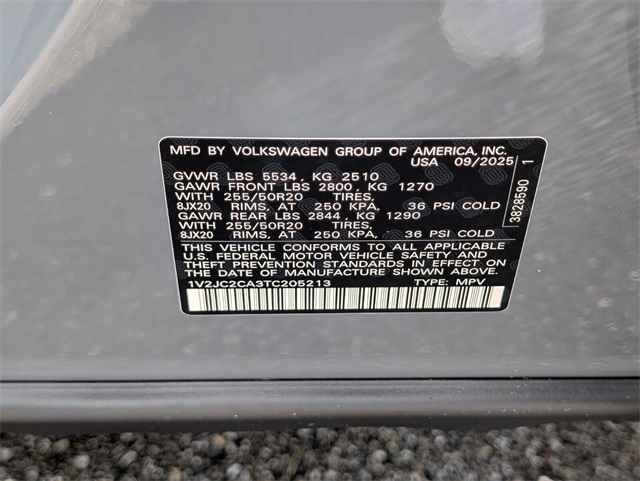 MFD BY VOLKSWAGEN GROUP OF AMERICA, INC.
USA 09/2025
GVWR LBS 5534 , KG 2510
GAWR FRONT LBS 2800 , KG 1270
WITH 255/50R20 TIRES,
8JX20 RIMS, AT 250 KPA, 36 PSI COLD
GAWR REAR LBS 2844 , KG 1290
WITH 255/50R20 TIRES,
8JX20 RIMS, AT 250 KPA, 36 PSI COLD
THIS VEHICLE CONFORMS TO ALL APPLICABLE
U.S. FEDERAL MOTOR VEHICLE SAFETY AND
THEFT PREVENTION STANDARDS IN EFFECT ON
THE DATE OF MANUFACTURE SHOWN ABOVE.
1V2JC2CA3TC205213 TYPE: MPV
3828590 1